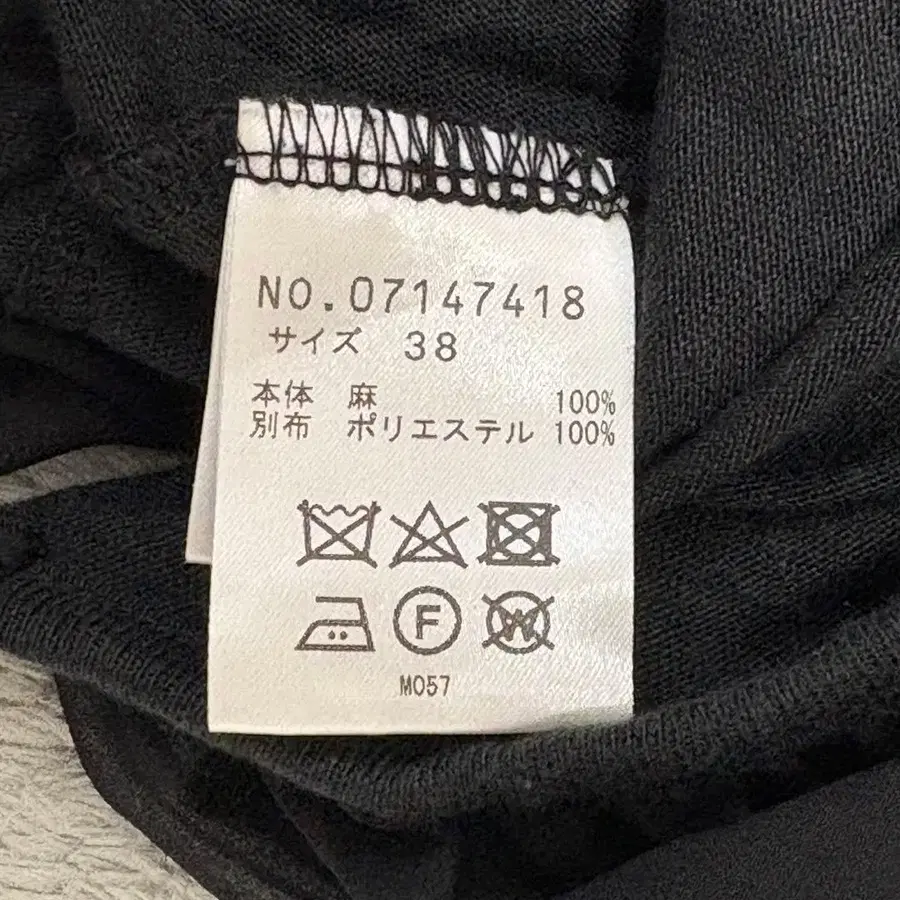 NO.07147418
サイズ 38
本体 麻 100%
別布 ポリエステル 100%
F
W
M057